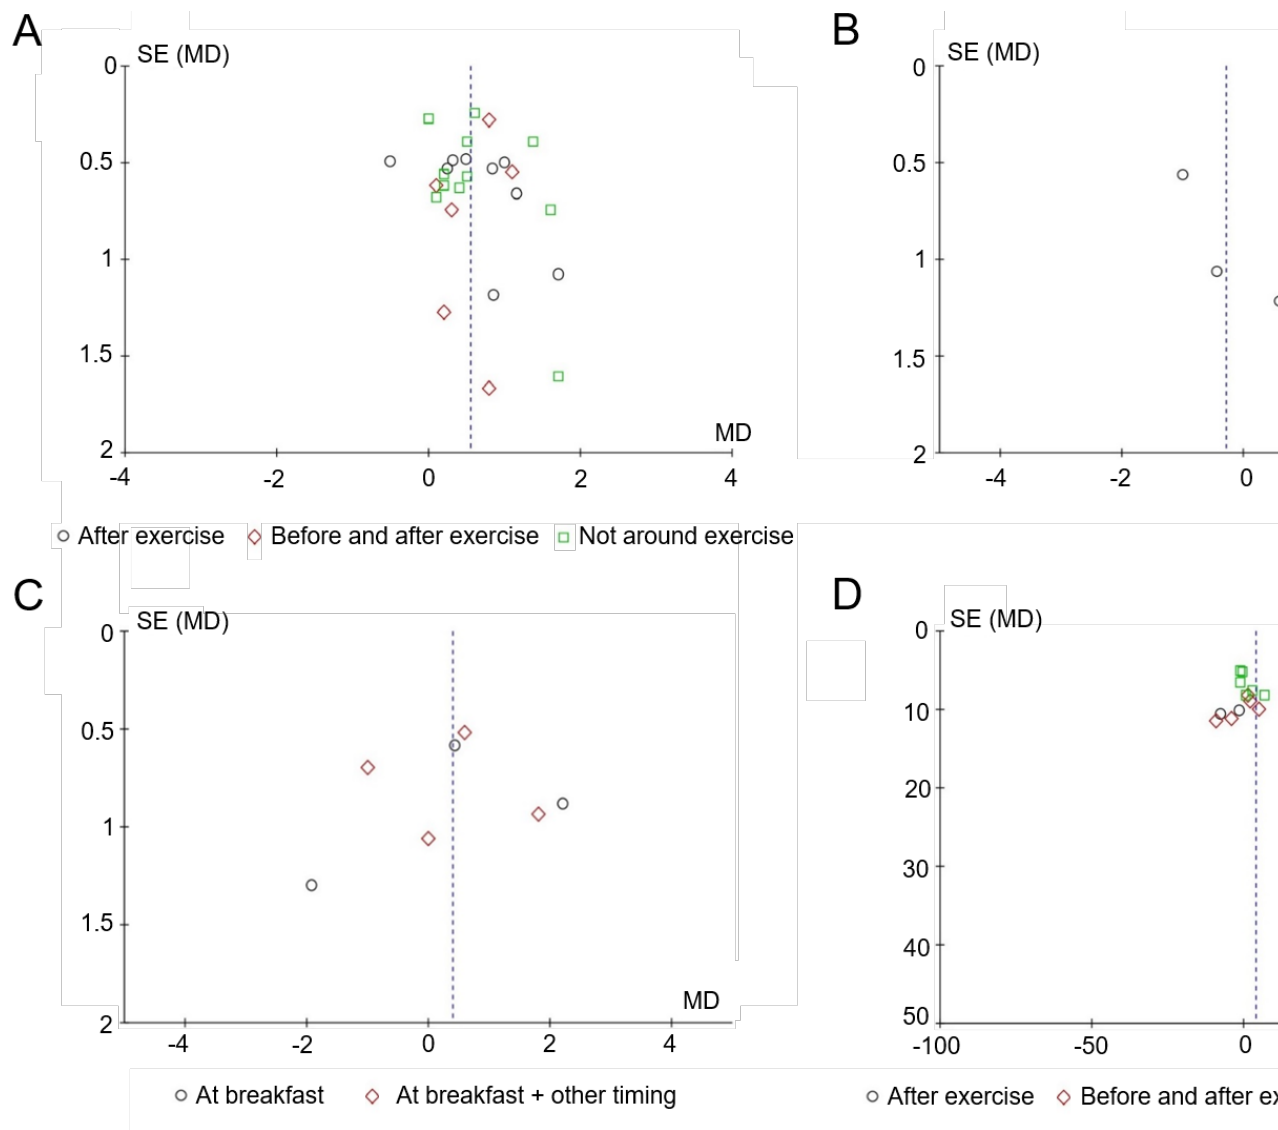 A
SE (MD)
0
0.5
1
1.5
2
-4
-2
0
2
4
MD
After exercise
Before and after exercise
Not around exercise
B
SE (MD)
0
0.5
1
1.5
2
-4
-2
0
C
SE (MD)
0
0.5
1
1.5
2
-4
-2
0
2
4
MD
At breakfast
At breakfast + other timing
D
SE (MD)
0
10
20
30
40
50
-100
-50
0
After exercise
Before and after ex